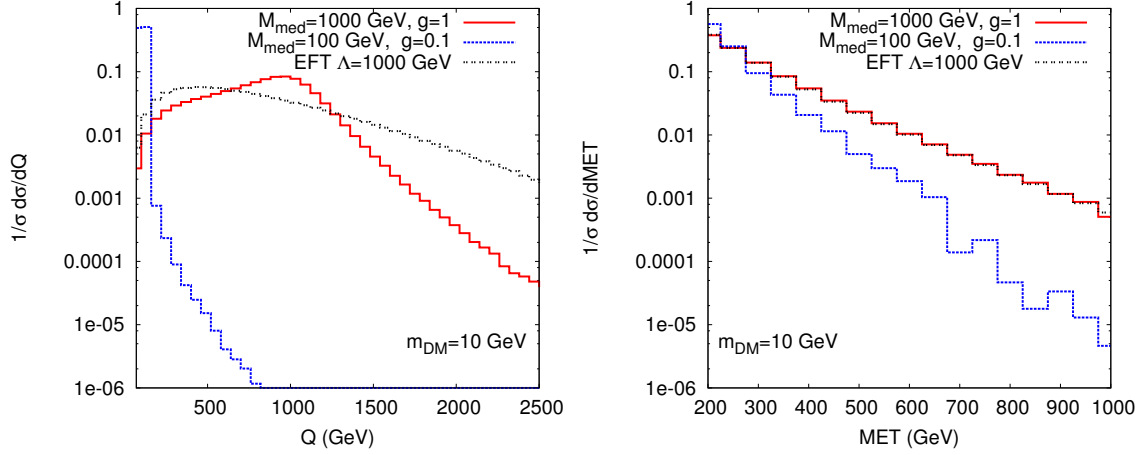 1/σ dσ/dQ
1
0.1
0.01
0.001
0.0001
1e-05
1e-06
M_med=1000 GeV, g=1
M_med=100 GeV, g=0.1
EFT Λ=1000 GeV
m_DM=10 GeV
500 1000 1500 2000 2500
Q (GeV)
1/σ dσ/dMET
1
0.1
0.01
0.001
0.0001
1e-05
1e-06
M_med=1000 GeV, g=1
M_med=100 GeV, g=0.1
EFT Λ=1000 GeV
m_DM=10 GeV
200 300 400 500 600 700 800 900 1000
MET (GeV)